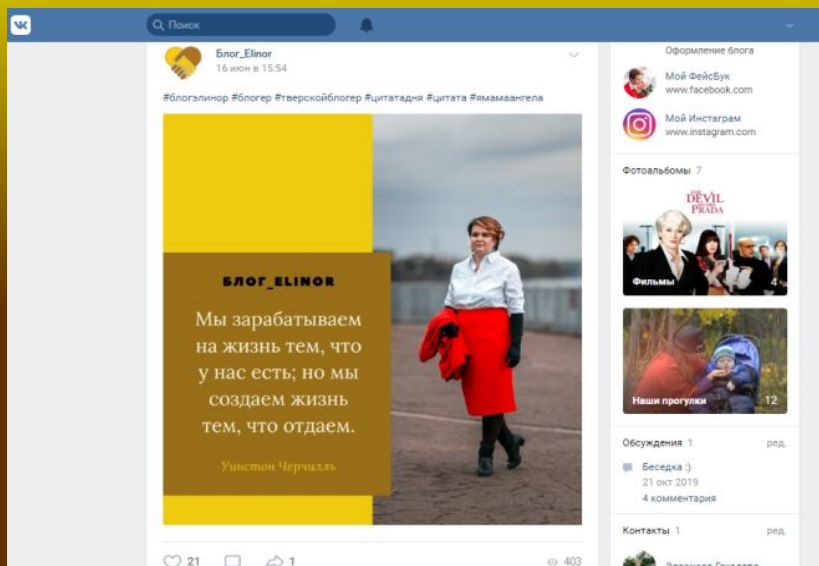 Поиск
Блог_Elinor
16 июн в 15:54
#блогэлинор #блогер #тверскойблогер #цитатадня #цитата #ямамаангела
БЛОГ_ELINOR
Мы зарабатываем
на жизнь тем, что
у нас есть; но мы
создаем жизнь
тем, что отдаем.
Уинстон Черчилль
21
1
403
Оформление блога
Мой ФейсБук
www.facebook.com
Мой Инстаграм
www.instagram.com
Фотоальбомы 7
THE
DEVIL
WEARS
PRADA
Фильмы 4
Наши прогулки 12
Обсуждения 1 ред.
Беседка :)
21 окт 2019
4 комментария
Контакты 1 ред.